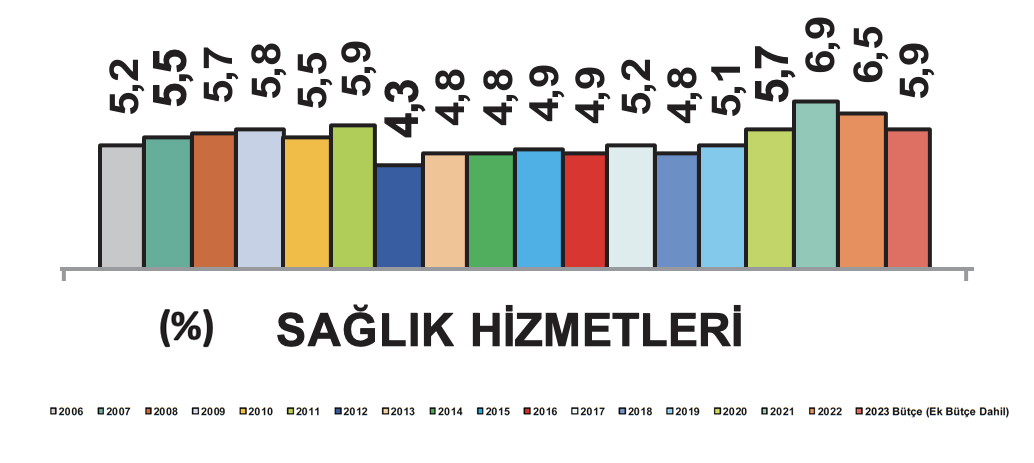 5,2 5,5 5,7 5,8 5,5 5,9 4,3 4,8 4,8 4,9 4,9 5,2 4,8 5,1 5,7 6,9 6,5 5,9
(%) SAĞLIK HİZMETLERİ
2006 2007 2008 2009 2010 2011 2012 2013 2014 2015 2016 2017 2018 2019 2020 2021 2022 2023 Bütçe (Ek Bütçe Dahil)